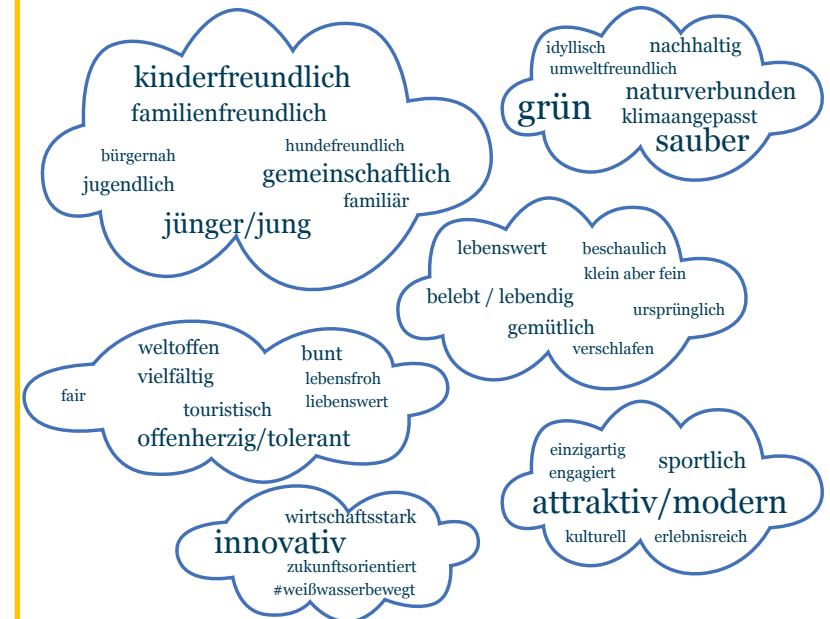 kinderfreundlich
familienfreundlich
hundefreundlich
bürgernah
gemeinschaftlich
jugendlich
familiär
jünger/jung
idyllisch
nachhaltig
umweltfreundlich
naturverbunden
grün
klimaangepasst
sauber
lebenswert
beschaulich
klein aber fein
belebt / lebendig
ursprünglich
gemütlich
verschlafen
weltoffen
bunt
vielfältig
lebensfroh
fair
liebenswert
touristisch
offenherzig/tolerant
einzigartig
sportlich
engagiert
attraktiv/modern
kulturell
erlebnisreich
wirtschaftsstark
innovativ
zukunftsorientiert
#weißwasserbewegt